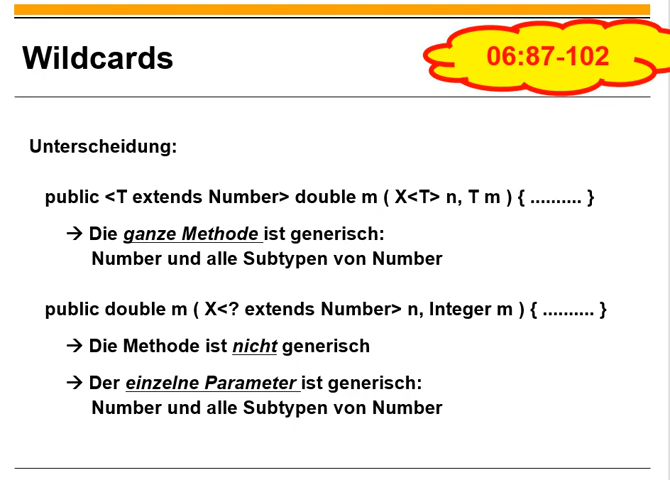 Wildcards
06:87-102
Unterscheidung:
public <T extends Number> double m ( X<T> n, T m ) { .......... }
→ Die ganze Methode ist generisch:
Number und alle Subtypen von Number
public double m ( X<? extends Number> n, Integer m ) { .......... }
→ Die Methode ist nicht generisch
→ Der einzelne Parameter ist generisch:
Number und alle Subtypen von Number